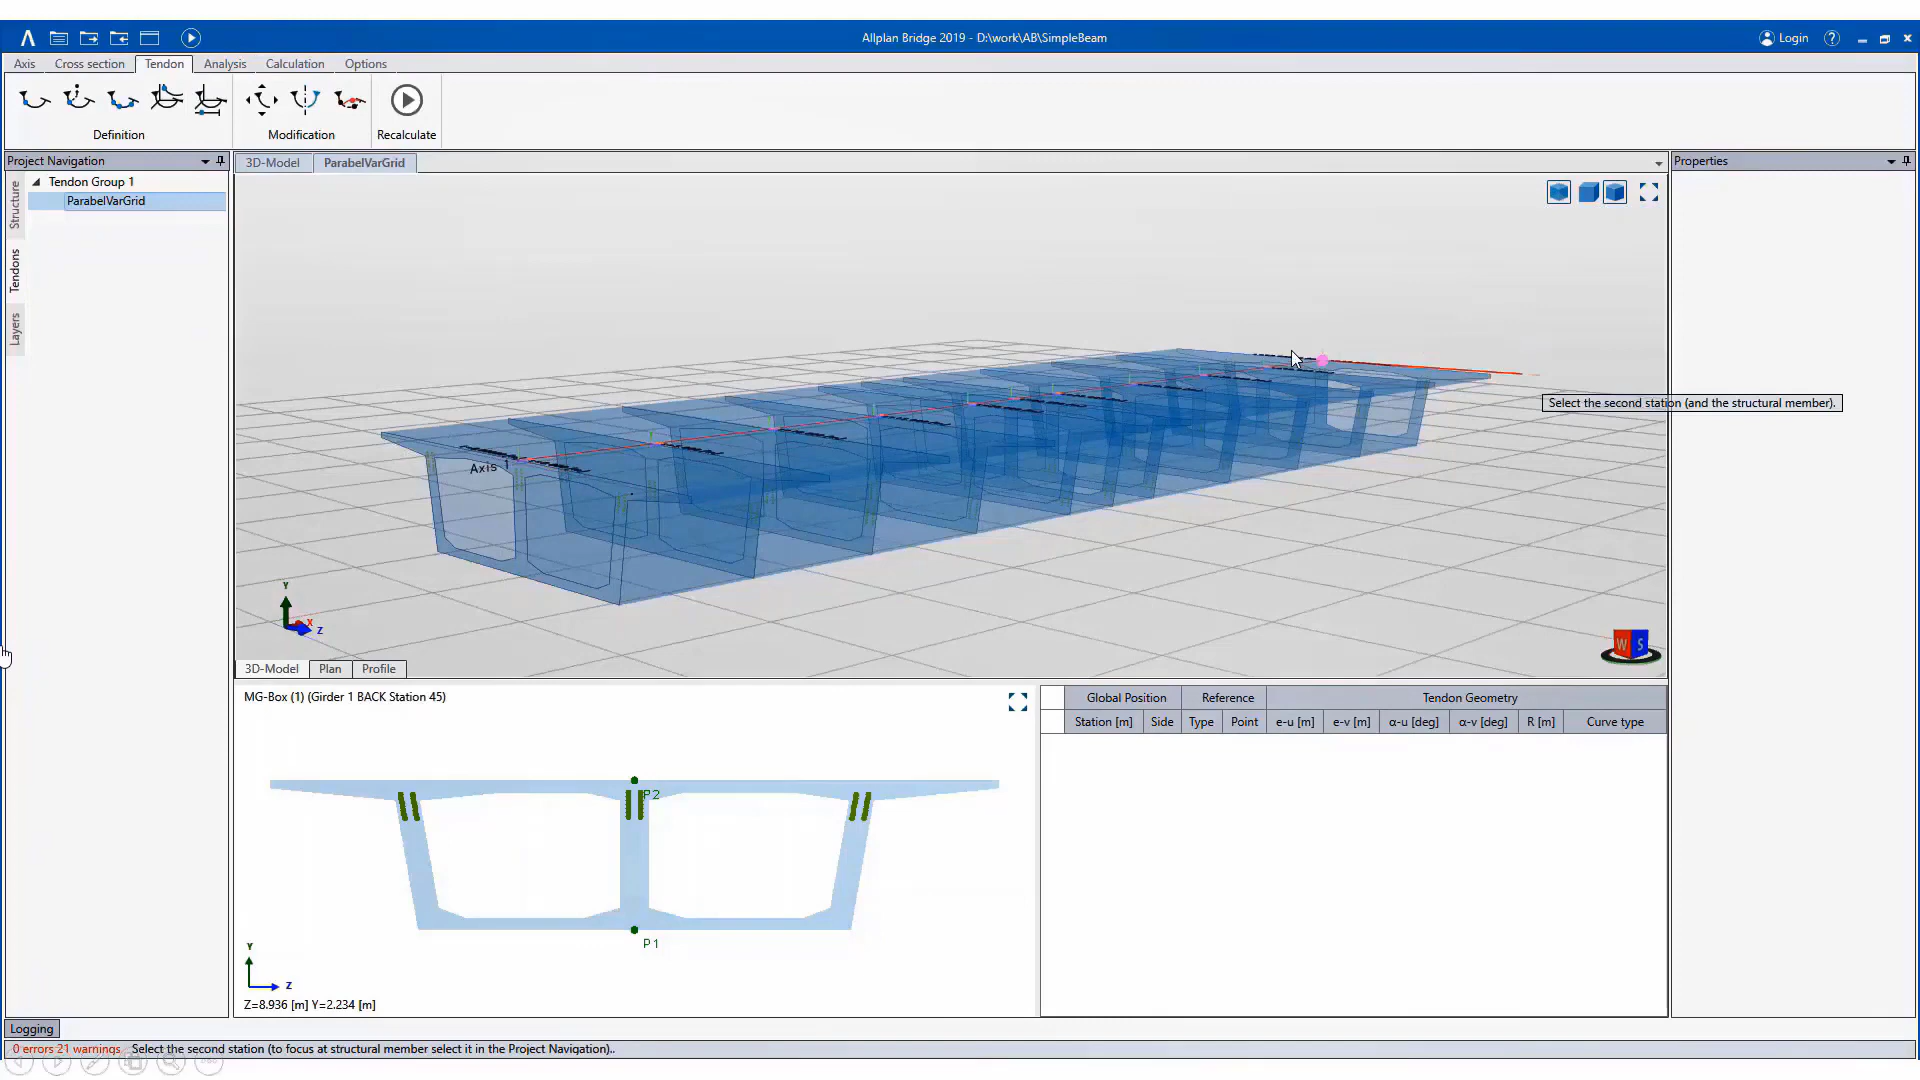 Allplan Bridge 2019 - D:\work\AB\SimpleBeam
Login
Axis Cross section Tendon Analysis Calculation Options
Definition Modification Recalculate
Project Navigation
3D-Model ParabelVarGrid
Properties
Structure
Tendons
Layers
Tendon Group 1
ParabelVarGrid
Axis 1
Select the second station (and the structural member).
Y
X
Z
W S
3D-Model Plan Profile
MG-Box (1) (Girder 1 BACK Station 45)
P2
P1
Y
Z
Z=8.936 [m] Y=2.234 [m]
Global Position Reference Tendon Geometry
Station [m] Side Type Point e-u [m] e-v [m] α-u [deg] α-v [deg] R [m] Curve type
Logging
0 errors 21 warnings Select the second station (to focus at structural member select it in the Project Navigation)..